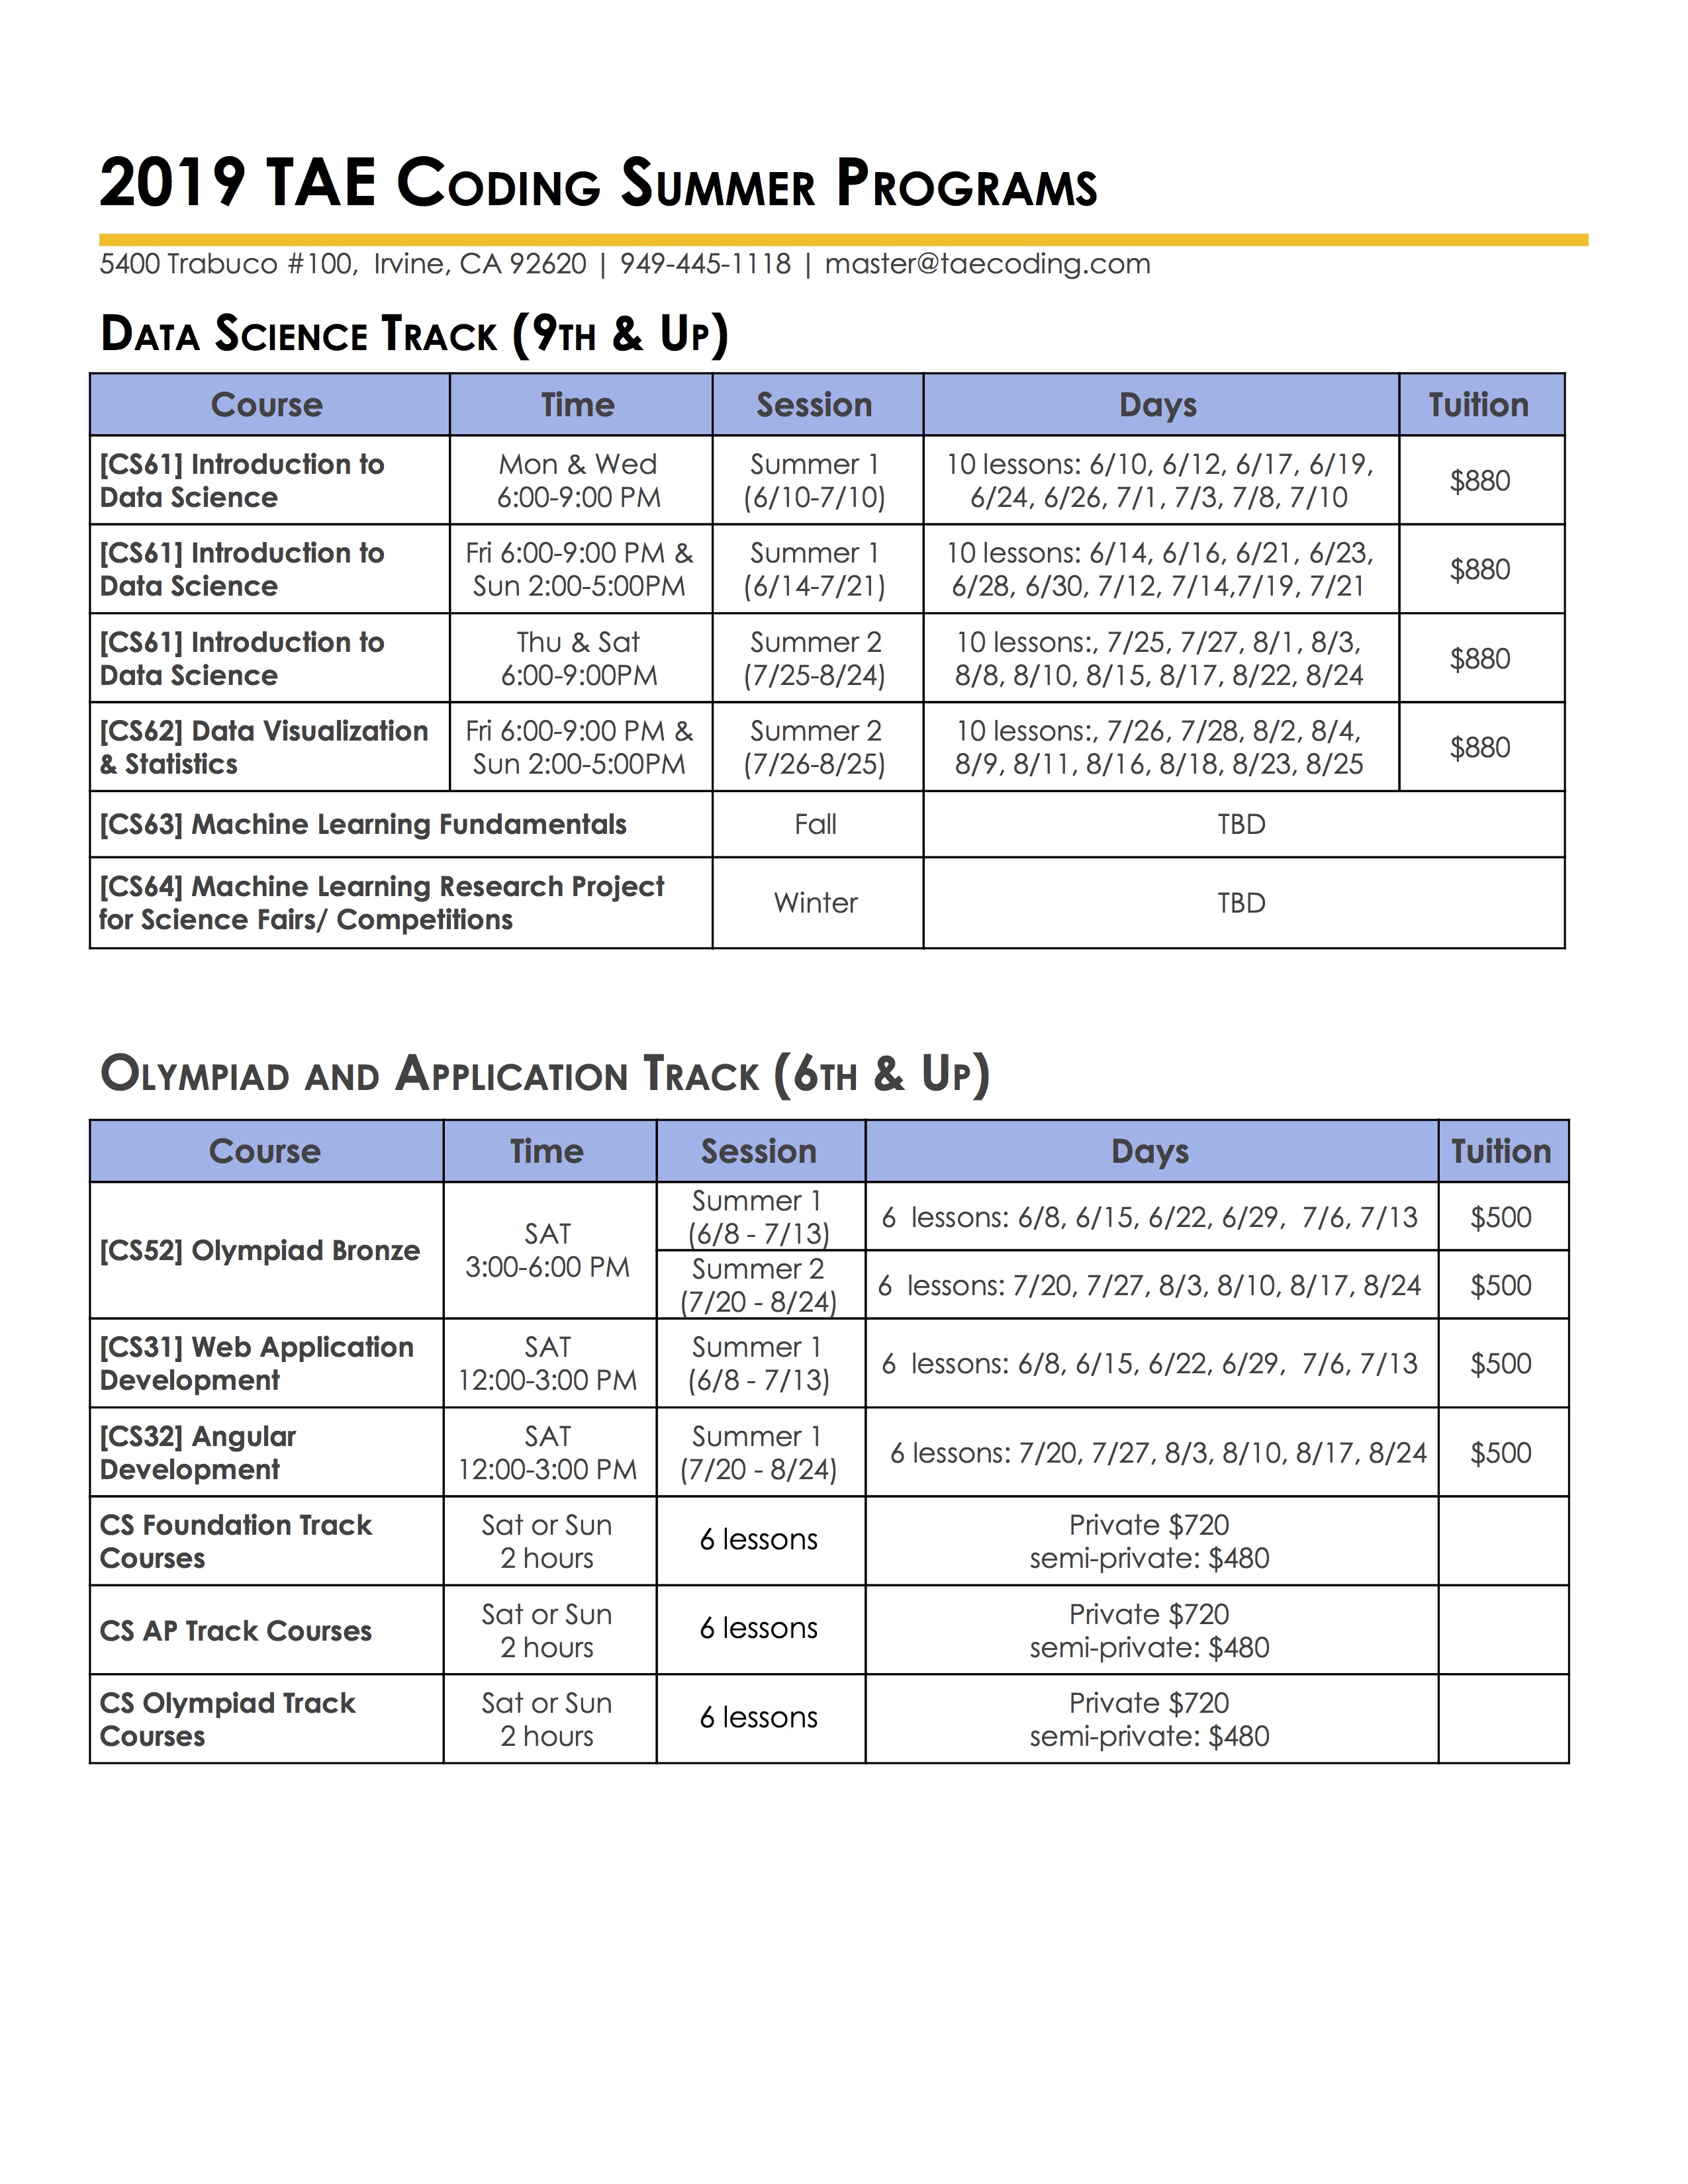 2019 TAE Coding Summer Programs
5400 Trabuco #100, Irvine, CA 92620 | 949-445-1118 | master@taecoding.com
Data Science Track (9th & Up)
Course Time Session Days Tuition
[CS61] Introduction to Data Science Mon & Wed 6:00-9:00 PM Summer 1 (6/10-7/10) 10 lessons: 6/10, 6/12, 6/17, 6/19, 6/24, 6/26, 7/1, 7/3, 7/8, 7/10 $880
[CS61] Introduction to Data Science Fri 6:00-9:00 PM & Sun 2:00-5:00PM Summer 1 (6/14-7/21) 10 lessons: 6/14, 6/16, 6/21, 6/23, 6/28, 6/30, 7/12, 7/14,7/19, 7/21 $880
[CS61] Introduction to Data Science Thu & Sat 6:00-9:00PM Summer 2 (7/25-8/24) 10 lessons:, 7/25, 7/27, 8/1, 8/3, 8/8, 8/10, 8/15, 8/17, 8/22, 8/24 $880
[CS62] Data Visualization & Statistics Fri 6:00-9:00 PM & Sun 2:00-5:00PM Summer 2 (7/26-8/25) 10 lessons:, 7/26, 7/28, 8/2, 8/4, 8/9, 8/11, 8/16, 8/18, 8/23, 8/25 $880
[CS63] Machine Learning Fundamentals Fall TBD
[CS64] Machine Learning Research Project for Science Fairs/ Competitions Winter TBD
Olympiad and Application Track (6th & Up)
Course Time Session Days Tuition
[CS52] Olympiad Bronze SAT 3:00-6:00 PM Summer 1 (6/8 - 7/13) 6 lessons: 6/8, 6/15, 6/22, 6/29, 7/6, 7/13 $500
Summer 2 (7/20 - 8/24) 6 lessons: 7/20, 7/27, 8/3, 8/10, 8/17, 8/24 $500
[CS31] Web Application Development SAT 12:00-3:00 PM Summer 1 (6/8 - 7/13) 6 lessons: 6/8, 6/15, 6/22, 6/29, 7/6, 7/13 $500
[CS32] Angular Development SAT 12:00-3:00 PM Summer 1 (7/20 - 8/24) 6 lessons: 7/20, 7/27, 8/3, 8/10, 8/17, 8/24 $500
CS Foundation Track Courses Sat or Sun 2 hours 6 lessons Private $720 semi-private: $480
CS AP Track Courses Sat or Sun 2 hours 6 lessons Private $720 semi-private: $480
CS Olympiad Track Courses Sat or Sun 2 hours 6 lessons Private $720 semi-private: $480